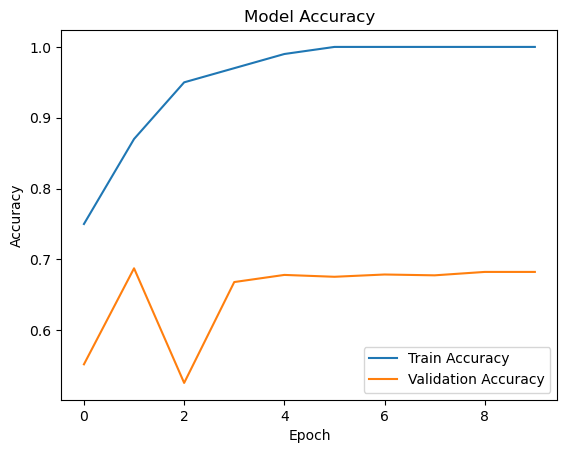 Model Accuracy
1.0
0.9
0.8
0.7
0.6
Accuracy
0 2 4 6 8
Epoch
Train Accuracy
Validation Accuracy